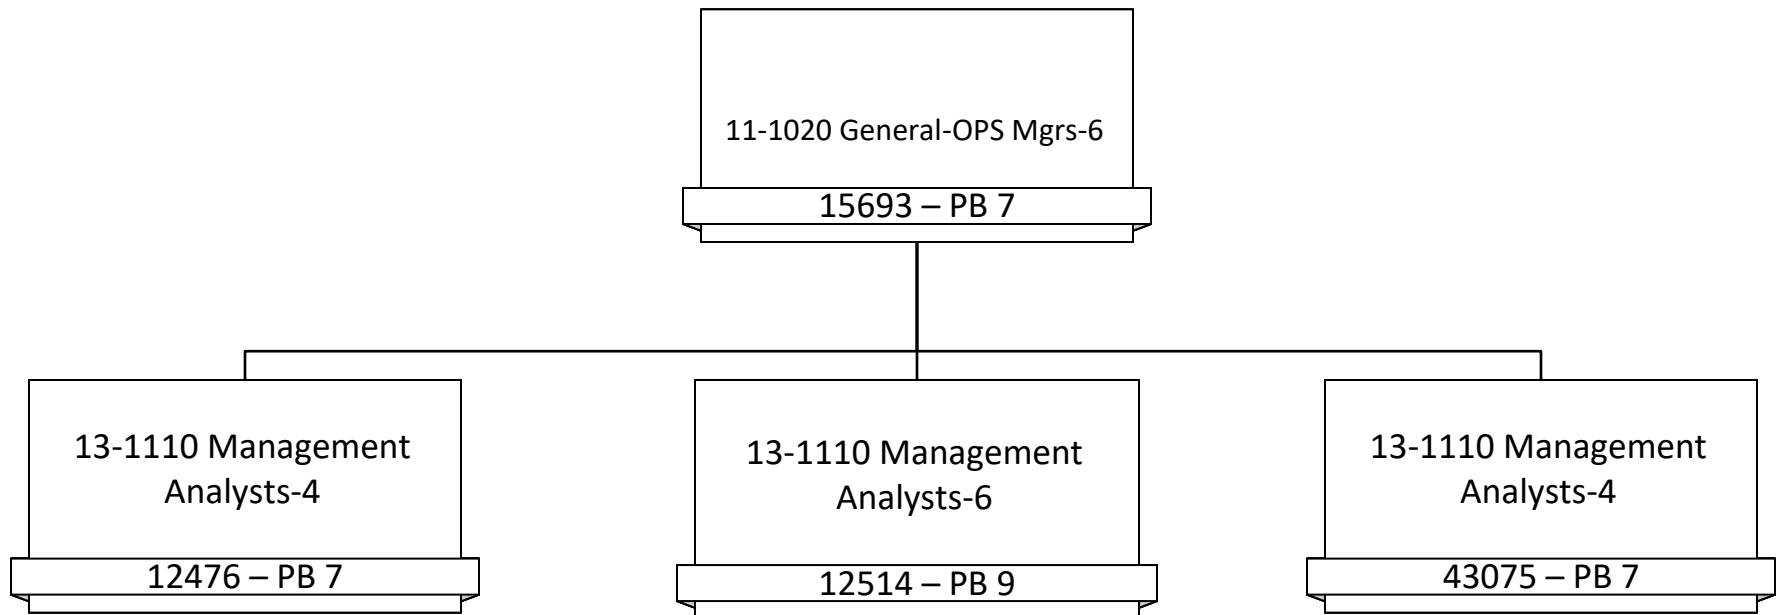 11-1020 General-OPS Mgrs-6
15693 – PB 7
13-1110 Management
Analysts-4
12476 – PB 7
13-1110 Management
Analysts-6
12514 – PB 9
13-1110 Management
Analysts-4
43075 – PB 7